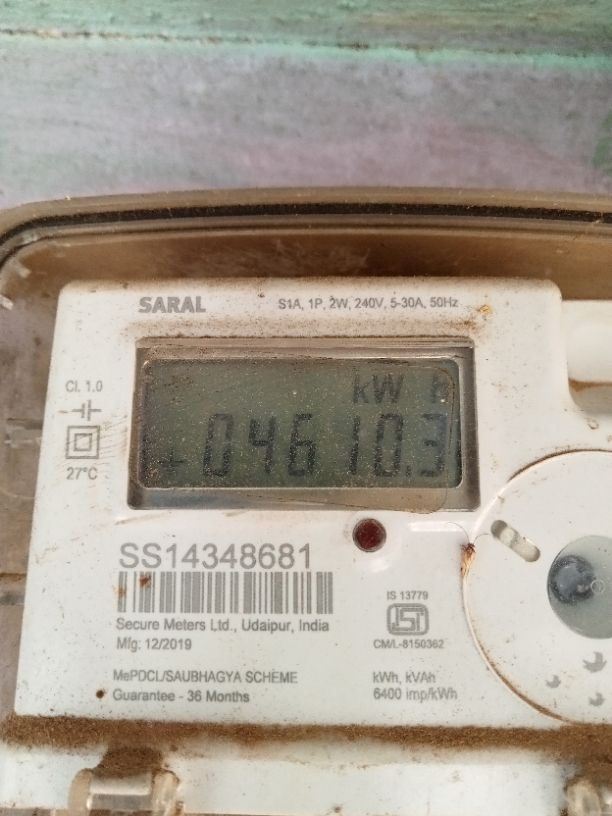 SARAL S1A, 1P, 2W, 240V, 5-30A, 50Hz
Cl. 1.0
27°C
kW h
04610.3
SS14348681
Secure Meters Ltd., Udaipur, India
Mfg: 12/2019
IS 13779
CM/L-8150362
MePDCL/SAUBHAGYA SCHEME
Guarantee - 36 Months
kWh, kVAh
6400 imp/kWh